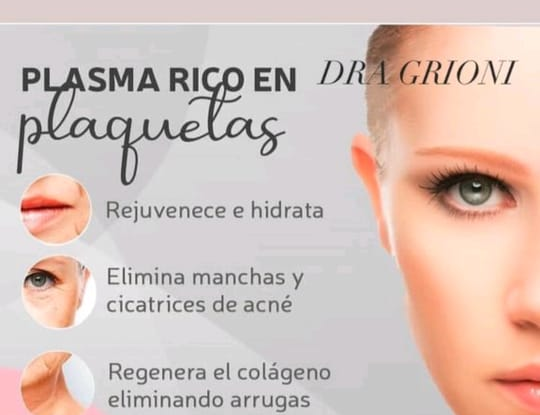 PLASMA RICO EN
plaquetas
DRA GRIONI
Rejuvenece e hidrata
Elimina manchas y
cicatrices de acné
Regenera el colágeno
eliminando arrugas